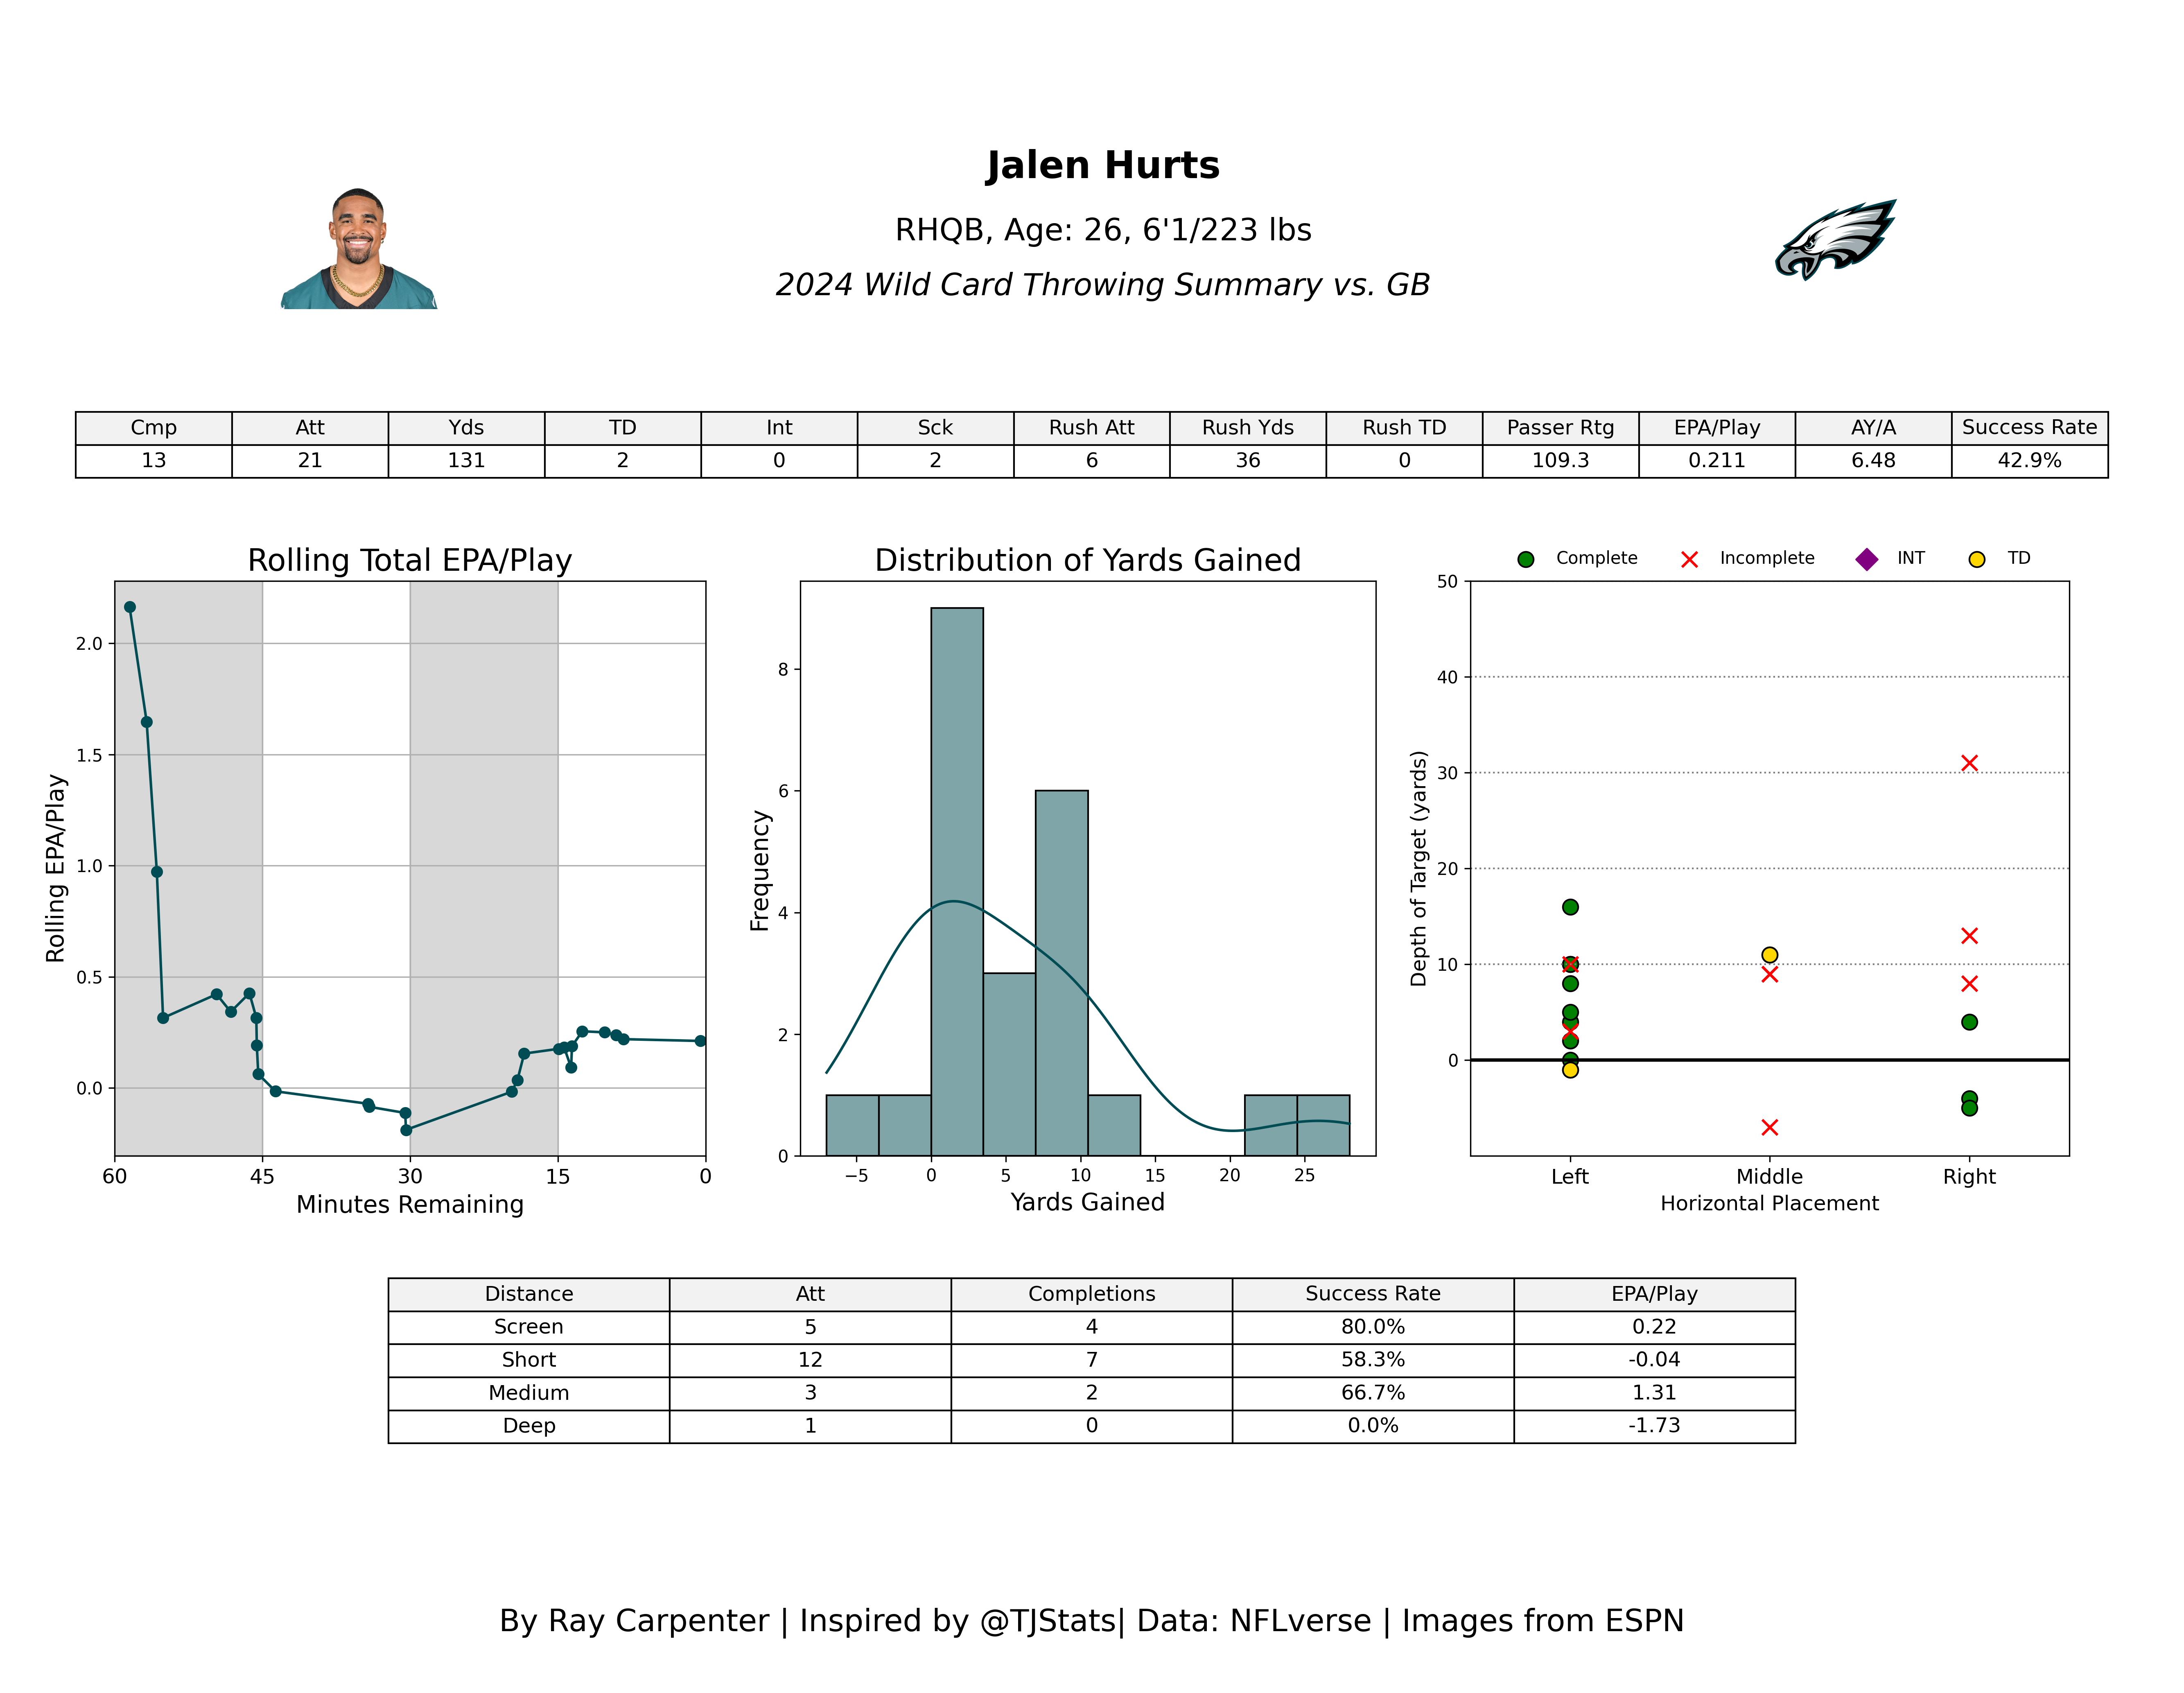 Jalen Hurts
RHQB, Age: 26, 6'1/223 lbs
2024 Wild Card Throwing Summary vs. GB
Cmp Att Yds TD Int Sck Rush Att Rush Yds Rush TD Passer Rtg EPA/Play AY/A Success Rate
13 21 131 2 0 2 6 36 0 109.3 0.211 6.48 42.9%
Rolling Total EPA/Play
2.0
1.5
1.0
0.5
0.0
Rolling EPA/Play
60 45 30 15 0
Minutes Remaining
Distribution of Yards Gained
8
6
4
2
0
Frequency
−5 0 5 10 15 20 25
Yards Gained
Complete Incomplete INT TD
50
40
30
20
10
0
Depth of Target (yards)
Left Middle Right
Horizontal Placement
Distance Att Completions Success Rate EPA/Play
Screen 5 4 80.0% 0.22
Short 12 7 58.3% -0.04
Medium 3 2 66.7% 1.31
Deep 1 0 0.0% -1.73
By Ray Carpenter | Inspired by @TJStats| Data: NFLverse | Images from ESPN